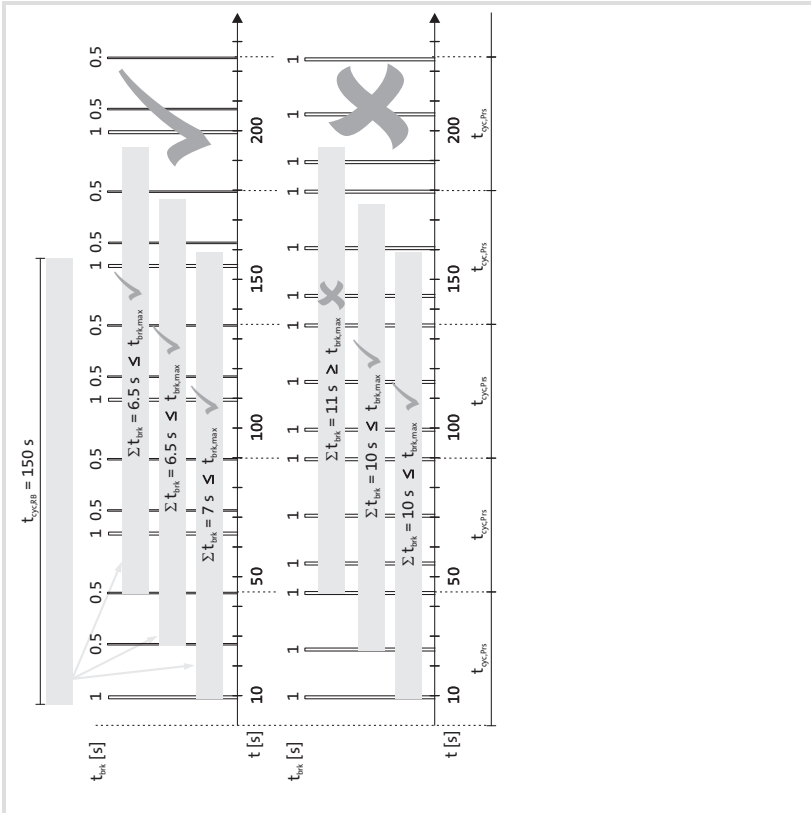 t_cyc,RB = 150 s
t_brk [s] 1 0.5 0.5 1 0.5 0.5 1 0.5 0.5 1 0.5 0.5 1 0.5 0.5
Σ t_brk = 6.5 s ≤ t_brk,max
Σ t_brk = 6.5 s ≤ t_brk,max
Σ t_brk = 7 s ≤ t_brk,max
t [s] 10 50 100 150 200
t_brk [s] 1 1 1 1 1 1 1 1 1 1 1 1 1 1 1
Σ t_brk = 11 s ≥ t_brk,max
Σ t_brk = 10 s ≤ t_brk,max
Σ t_brk = 10 s ≤ t_brk,max
t [s] 10 50 100 150 200
t_cyc,Prs t_cyc,Prs t_cyc,Prs t_cyc,Prs t_cyc,Prs